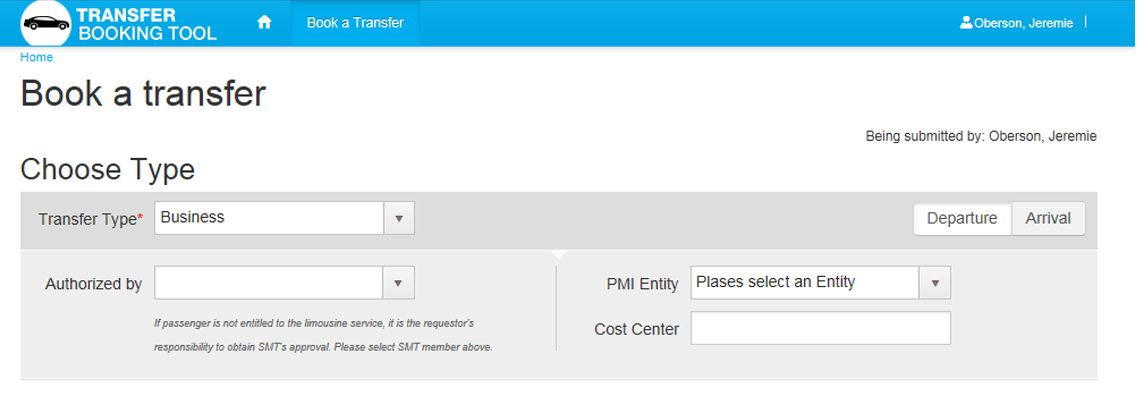 TRANSFER
BOOKING TOOL
Book a Transfer
Oberson, Jeremie
Home
Book a transfer
Being submitted by: Oberson, Jeremie
Choose Type
Transfer Type*
Business
Departure
Arrival
Authorized by
If passenger is not entitled to the limousine service, it is the requestor's
responsibility to obtain SMT's approval. Please select SMT member above.
PMI Entity
Plases select an Entity
Cost Center